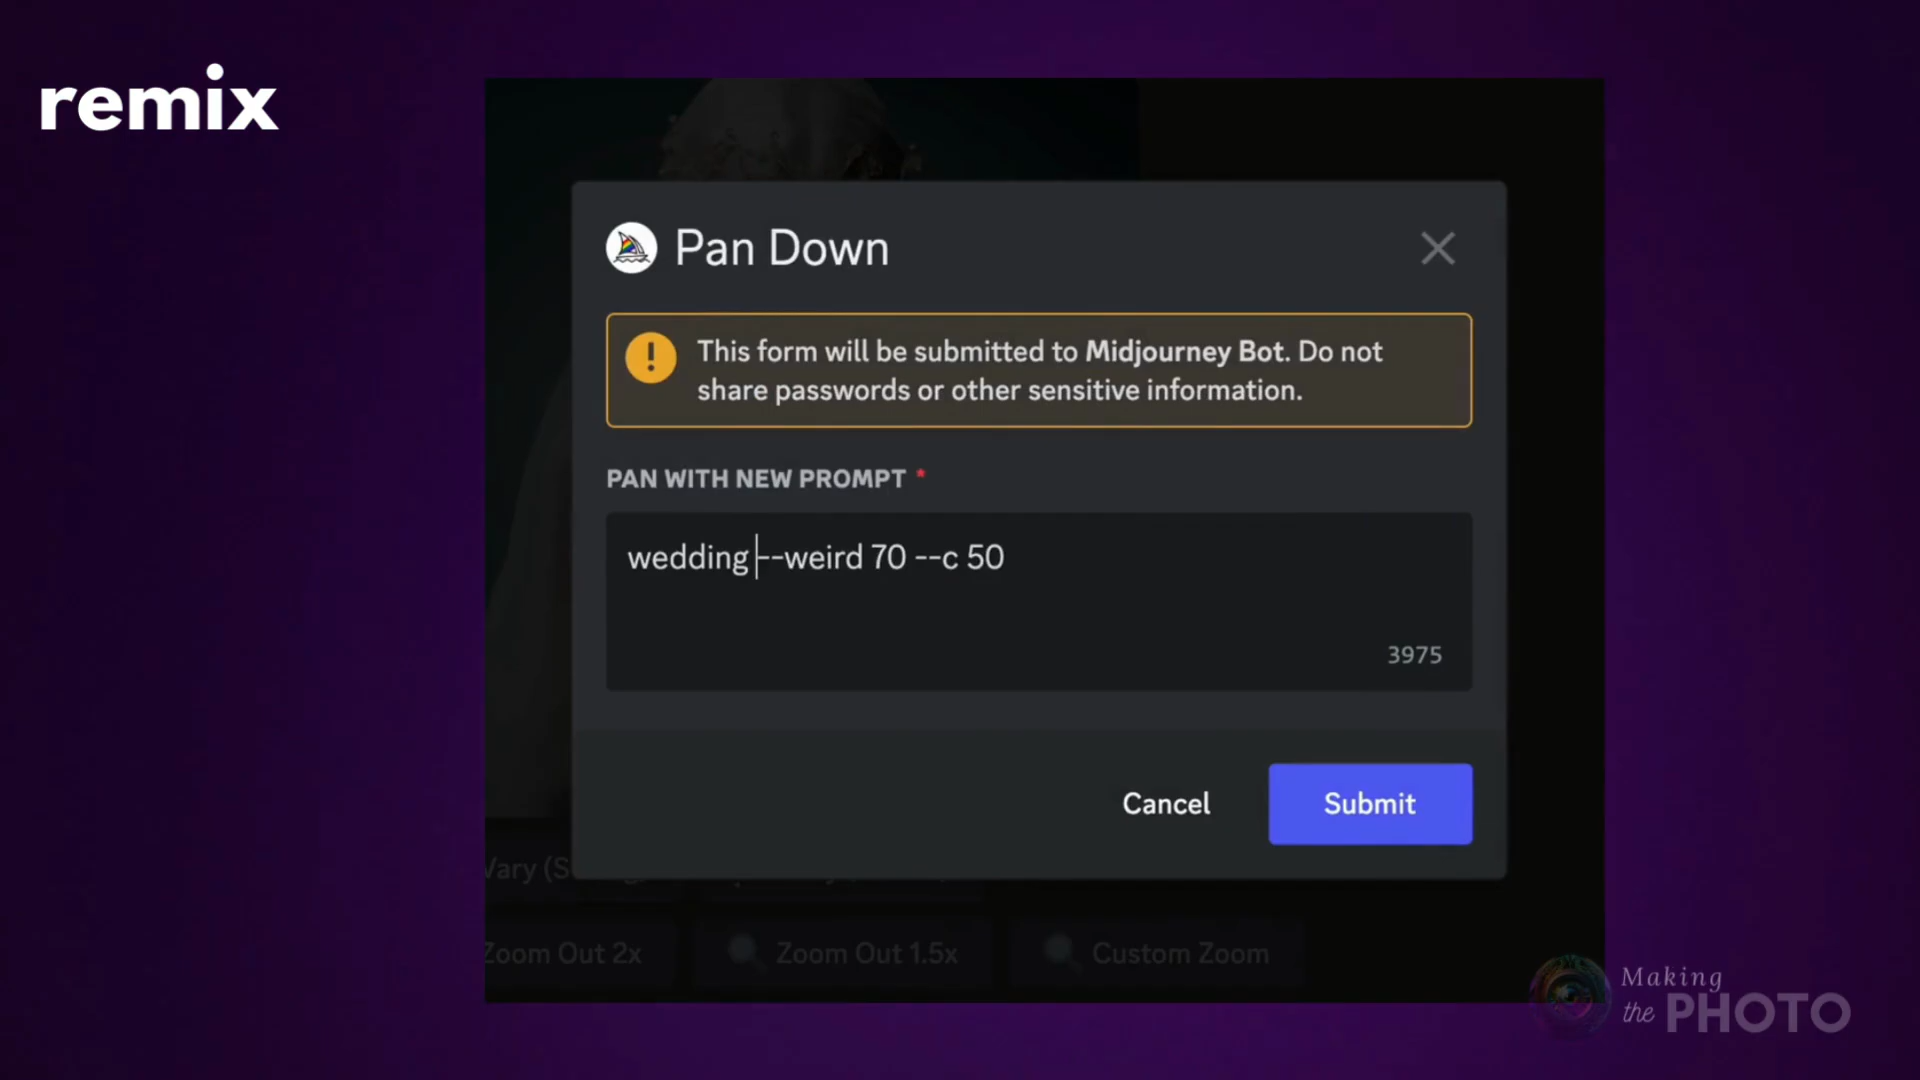 remix
Pan Down
This form will be submitted to Midjourney Bot. Do not
share passwords or other sensitive information.
PAN WITH NEW PROMPT *
wedding --weird 70 --c 50
3975
Cancel
Submit
Vary
Zoom Out 2x
Zoom Out 1.5x
Custom Zoom
Making
the PHOTO